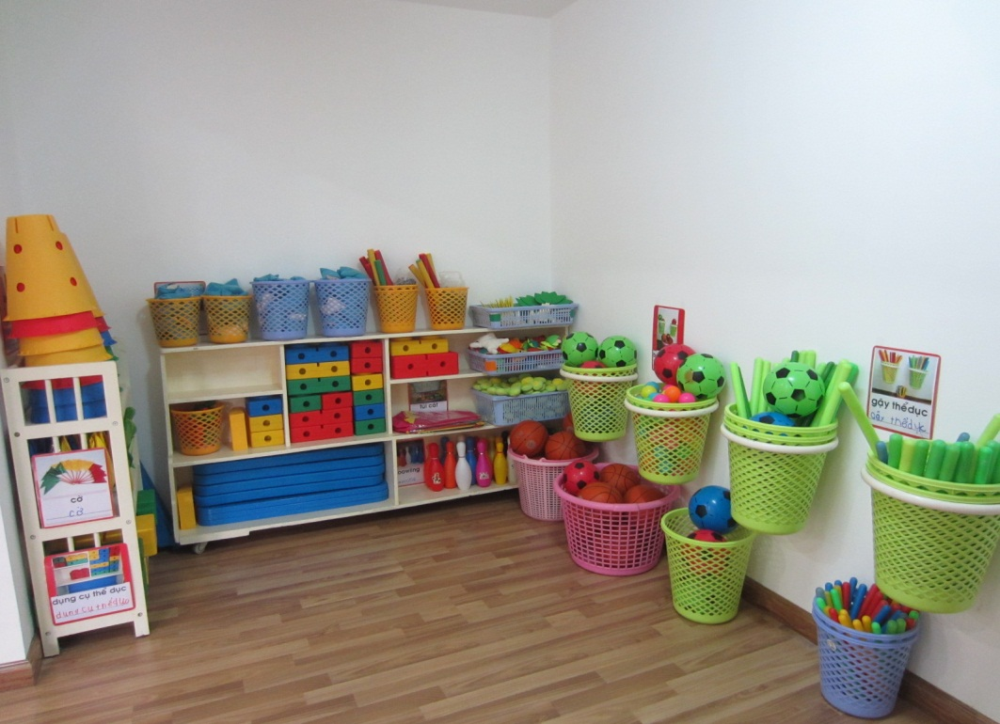 cờ
cờ
dụng cụ thể dục
dụng cụ thể dục
túi cát
bowling
gậy thể dục
Gậy thể dục